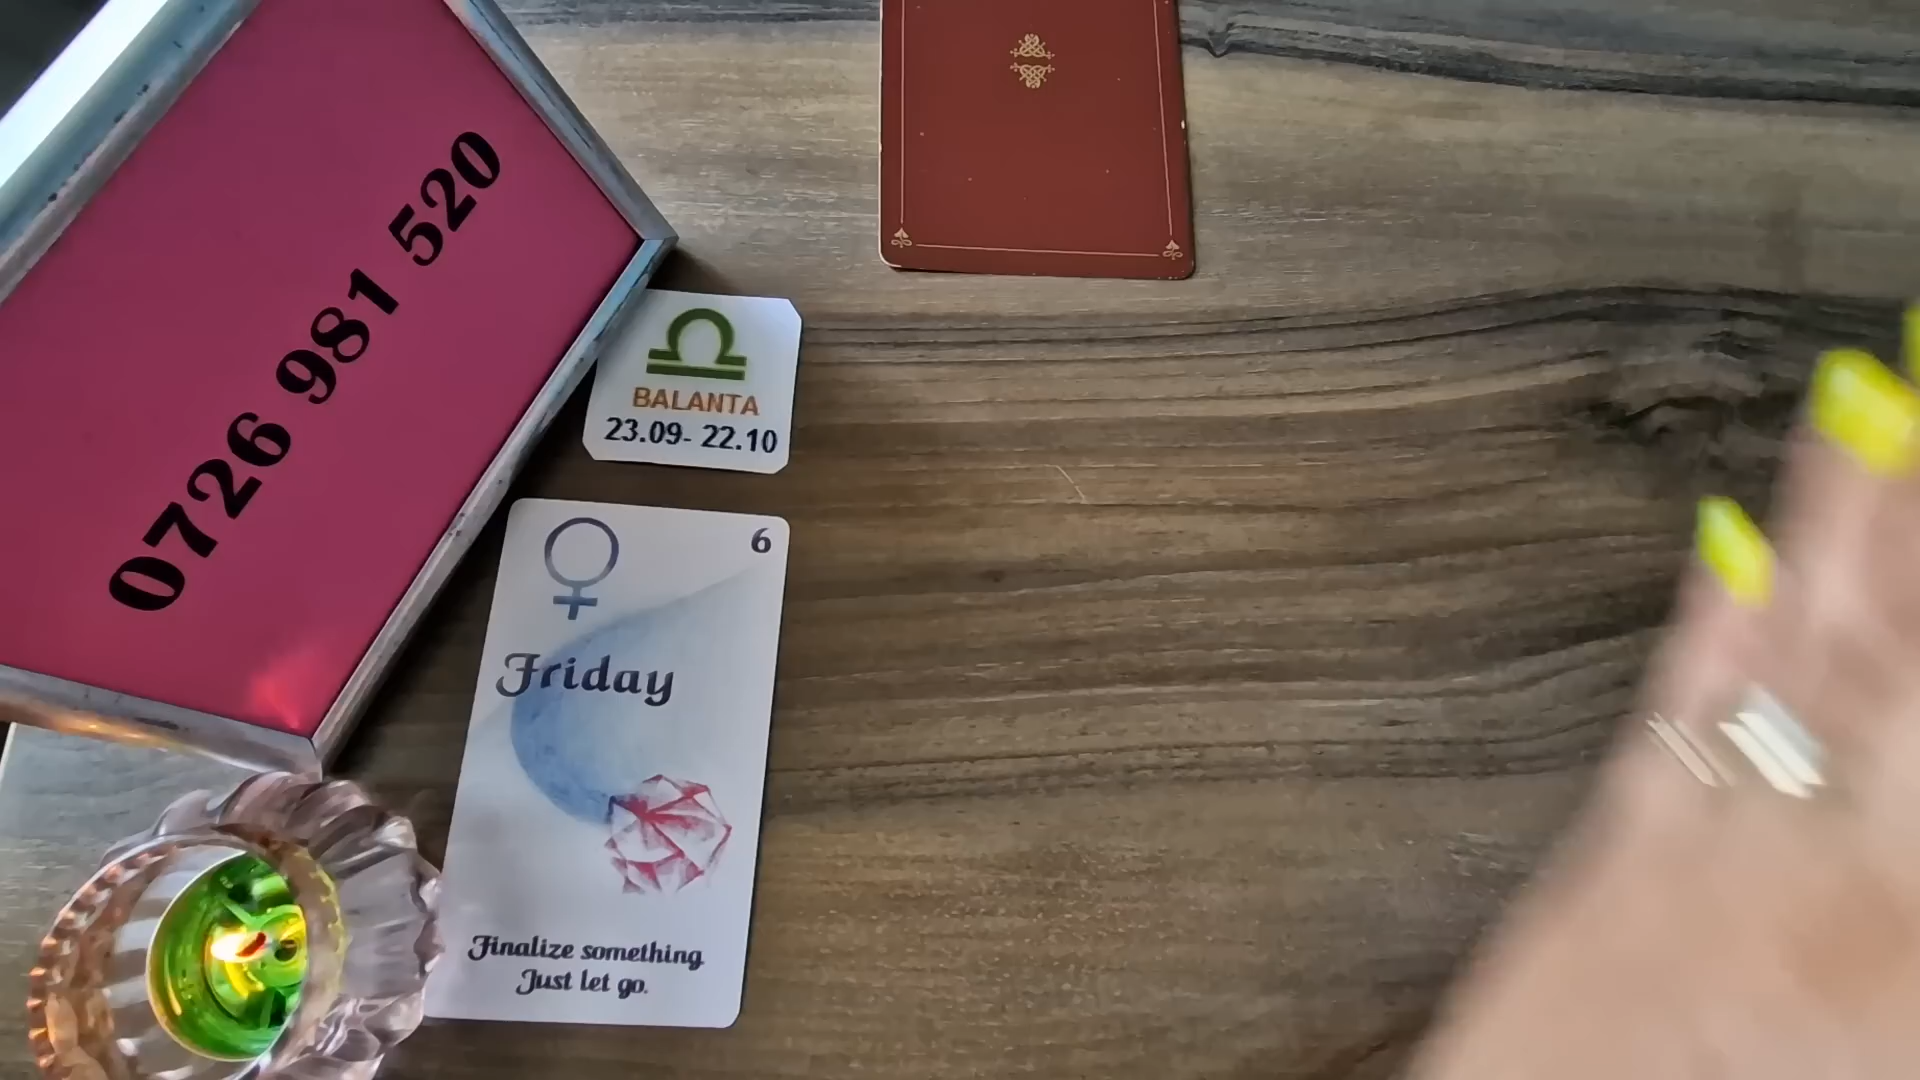 0726 981 520
BALANTA
23.09- 22.10
6
Friday
Finalize something
Just let go.